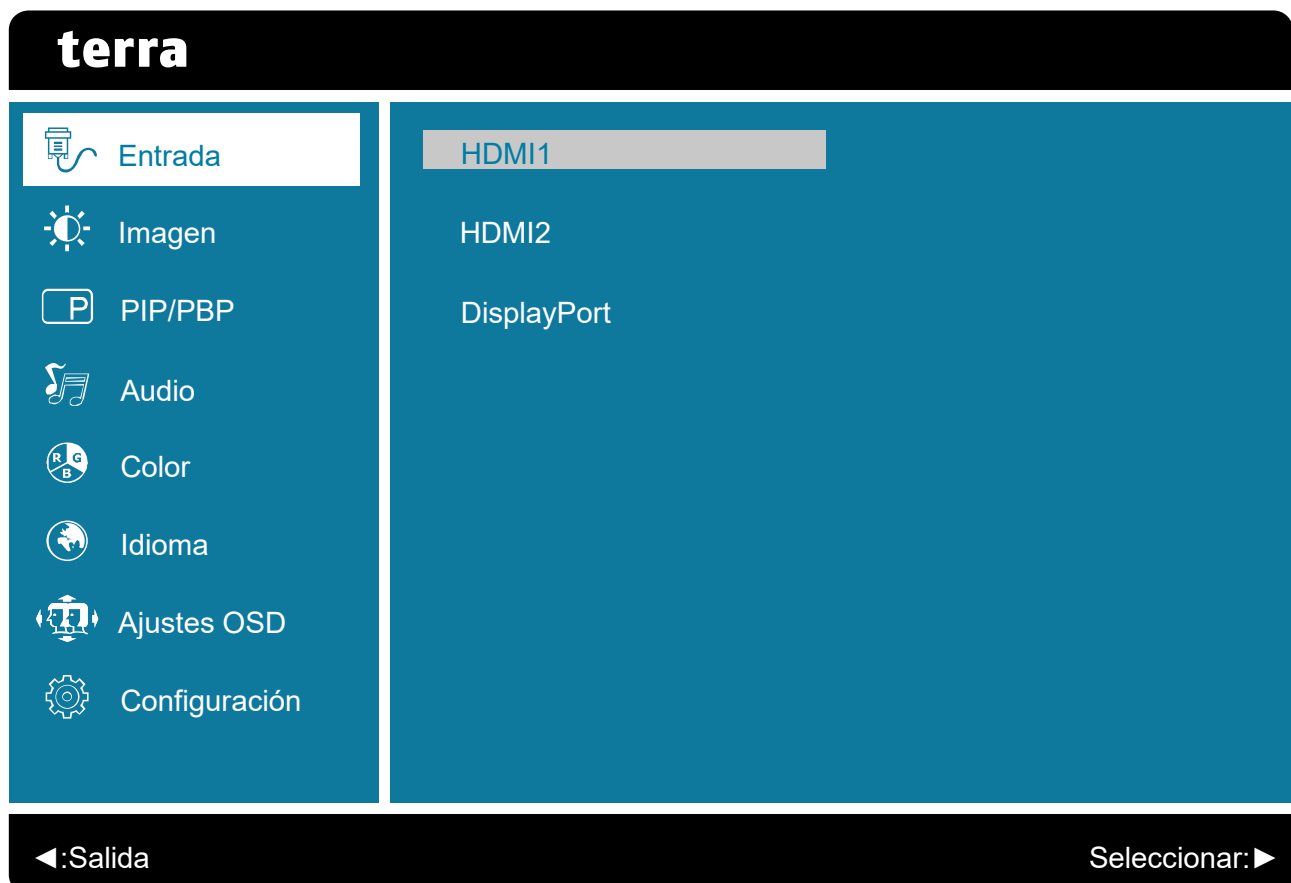 terra
Entrada
Imagen
P PIP/PBP
Audio
R G B Color
Idioma
Ajustes OSD
Configuración
HDMI1
HDMI2
DisplayPort
◄:Salida
Seleccionar:►